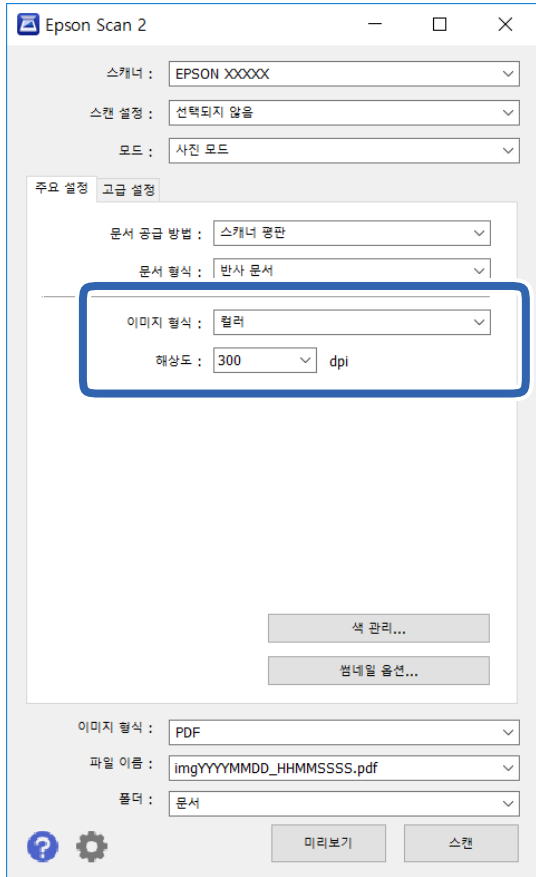 Epson Scan 2
스캐너 : EPSON XXXXX
스캔 설정 : 선택되지 않음
모드 : 사진 모드
주요 설정 고급 설정
문서 공급 방법 : 스캐너 평판
문서 형식 : 반사 문서
이미지 형식 : 컬러
해상도 : 300 dpi
색 관리...
썸네일 옵션...
이미지 형식 : PDF
파일 이름 : imgYYYYMMDD_HHMMSSSS.pdf
폴더 : 문서
? 미리보기 스캔